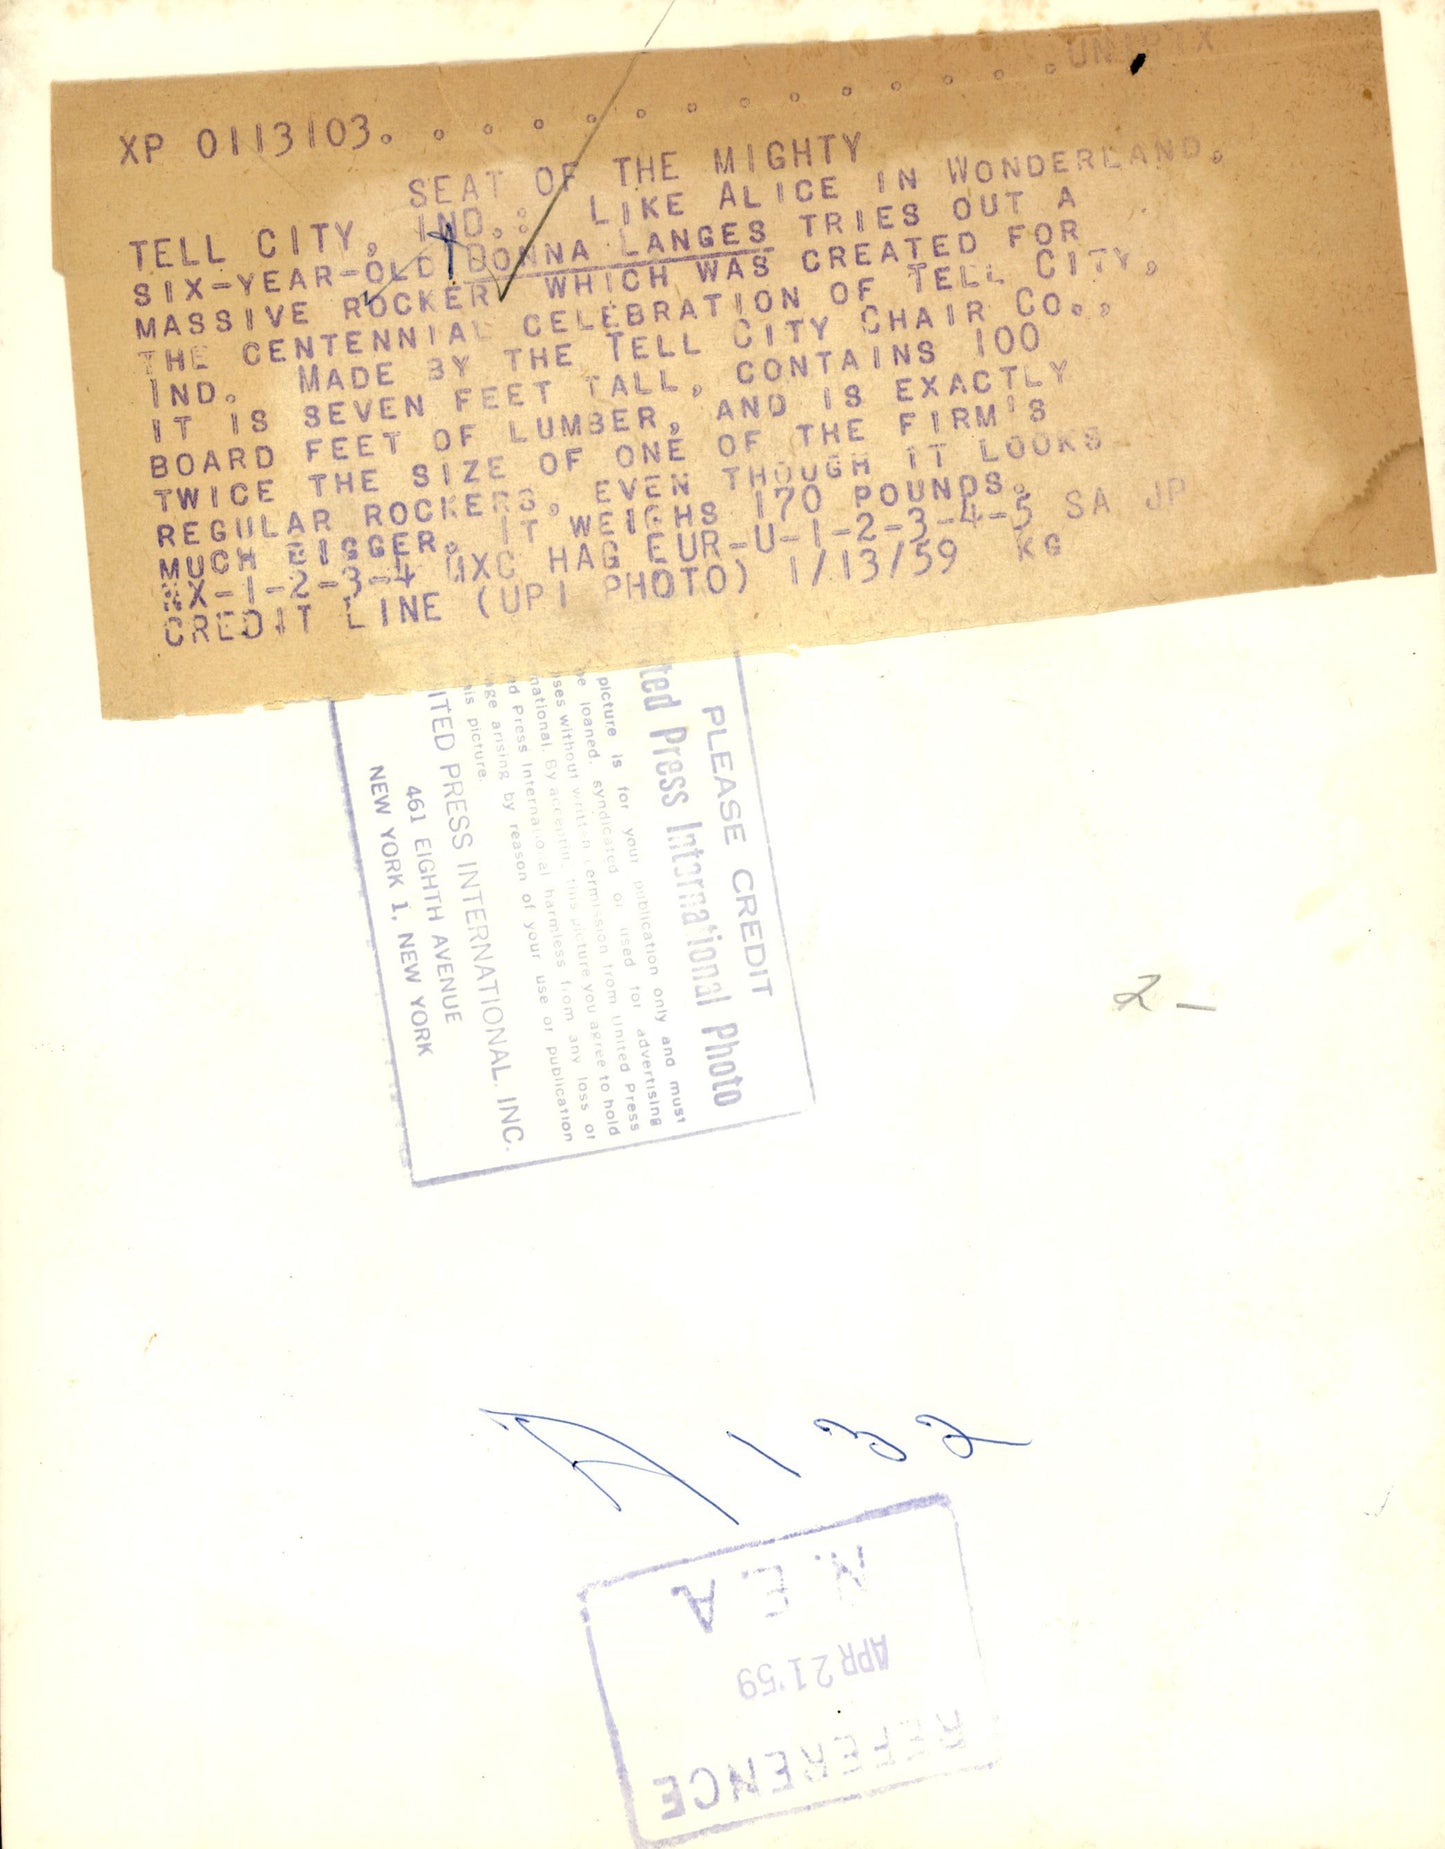 UNIPIX
XP 0113103. . . . . . . . . . . . . .
SEAT OF THE MIGHTY
TELL CITY, IND.: LIKE ALICE IN WONDERLAND,
SIX-YEAR-OLD DONNA LANGES TRIES OUT A
MASSIVE ROCKER WHICH WAS CREATED FOR
THE CENTENNIAL CELEBRATION OF TELL CITY,
IND. MADE BY THE TELL CITY CHAIR CO.,
IT IS SEVEN FEET TALL, CONTAINS 100
BOARD FEET OF LUMBER, AND IS EXACTLY
TWICE THE SIZE OF ONE OF THE FIRM'S
REGULAR ROCKERS, EVEN THOUGH IT LOOKS
MUCH BIGGER. IT WEIGHS 170 POUNDS.
NX-1-2-3-4 GXC HAG EUR-U-1-2-3-4-5 SA JP
CREDIT LINE (UPI PHOTO) 1/13/59 KG
PLEASE CREDIT
ted Press International Photo
picture is for your publication only and must
be loaned, syndicated or used for advertising
ses without written permission from United Press
national. By accepting this picture you agree to hold
d Press International harmless from any loss or
ge arising by reason of your use or publication
is picture.
ITED PRESS INTERNATIONAL, INC.
461 EIGHTH AVENUE
NEW YORK 1, NEW YORK
2-
A132
REFERENCE
APR 21'59
N. E. A